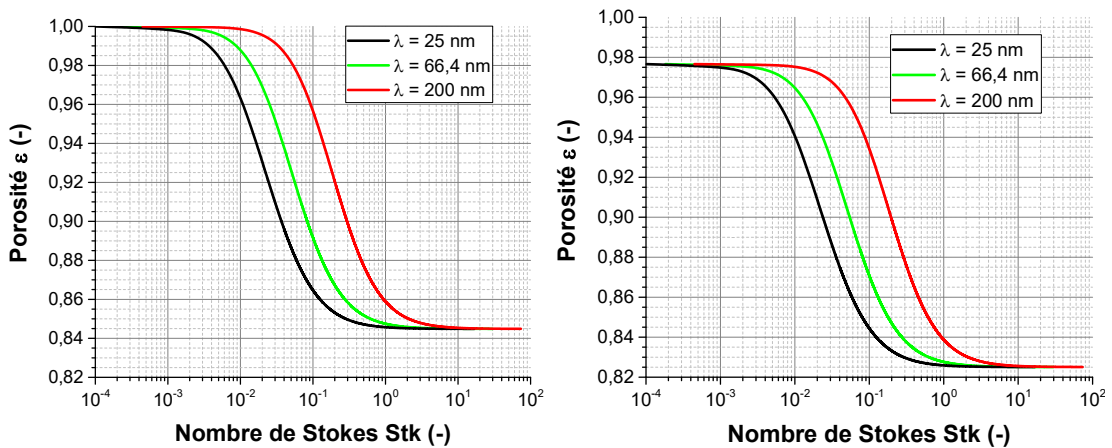 Porosité ε (-)
1,00
0,98
0,96
0,94
0,92
0,90
0,88
0,86
0,84
0,82
λ = 25 nm
λ = 66,4 nm
λ = 200 nm
10⁻⁴ 10⁻³ 10⁻² 10⁻¹ 10⁰ 10¹ 10²
Nombre de Stokes Stk (-)
Porosité ε (-)
1,00
0,98
0,96
0,94
0,92
0,90
0,88
0,86
0,84
0,82
λ = 25 nm
λ = 66,4 nm
λ = 200 nm
10⁻⁴ 10⁻³ 10⁻² 10⁻¹ 10⁰ 10¹ 10²
Nombre de Stokes Stk (-)